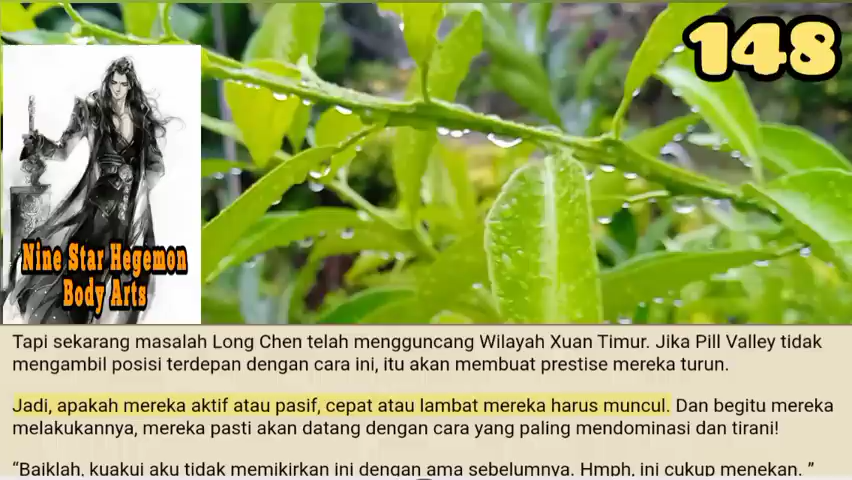 148
Nine Star Hegemon
Body Arts
Tapi sekarang masalah Long Chen telah mengguncang Wilayah Xuan Timur. Jika Pill Valley tidak
mengambil posisi terdepan dengan cara ini, itu akan membuat prestise mereka turun.
Jadi, apakah mereka aktif atau pasif, cepat atau lambat mereka harus muncul. Dan begitu mereka
melakukannya, mereka pasti akan datang dengan cara yang paling mendominasi dan tirani!
“Baiklah, kuakui aku tidak memikirkan ini dengan ama sebelumnya. Hmph, ini cukup menekan. ”